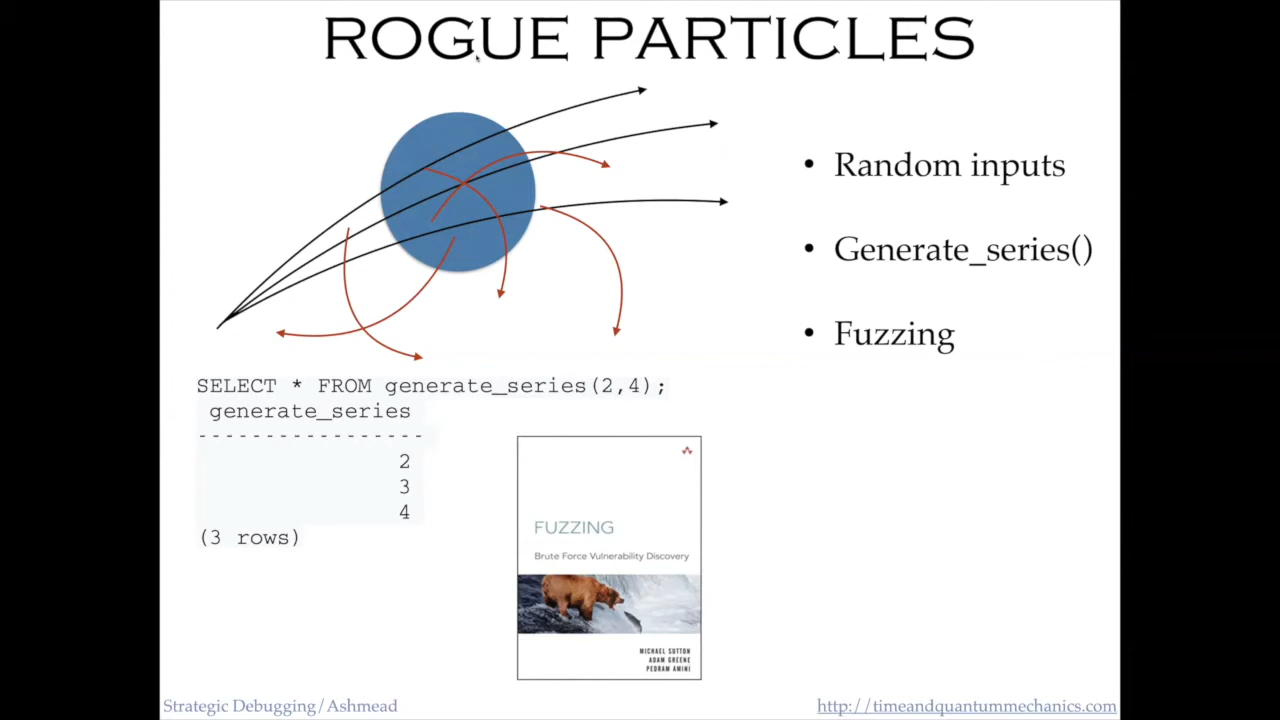 ROGUE PARTICLES
• Random inputs
• Generate_series()
• Fuzzing
SELECT * FROM generate_series(2,4);
generate_series
-----------------
2
3
4
(3 rows)
FUZZING
Brute Force Vulnerability Discovery
MICHAEL SUTTON
ADAM GREENE
PEDRAM AMINI
Strategic Debugging/Ashmead
http://timeandquantummechanics.com